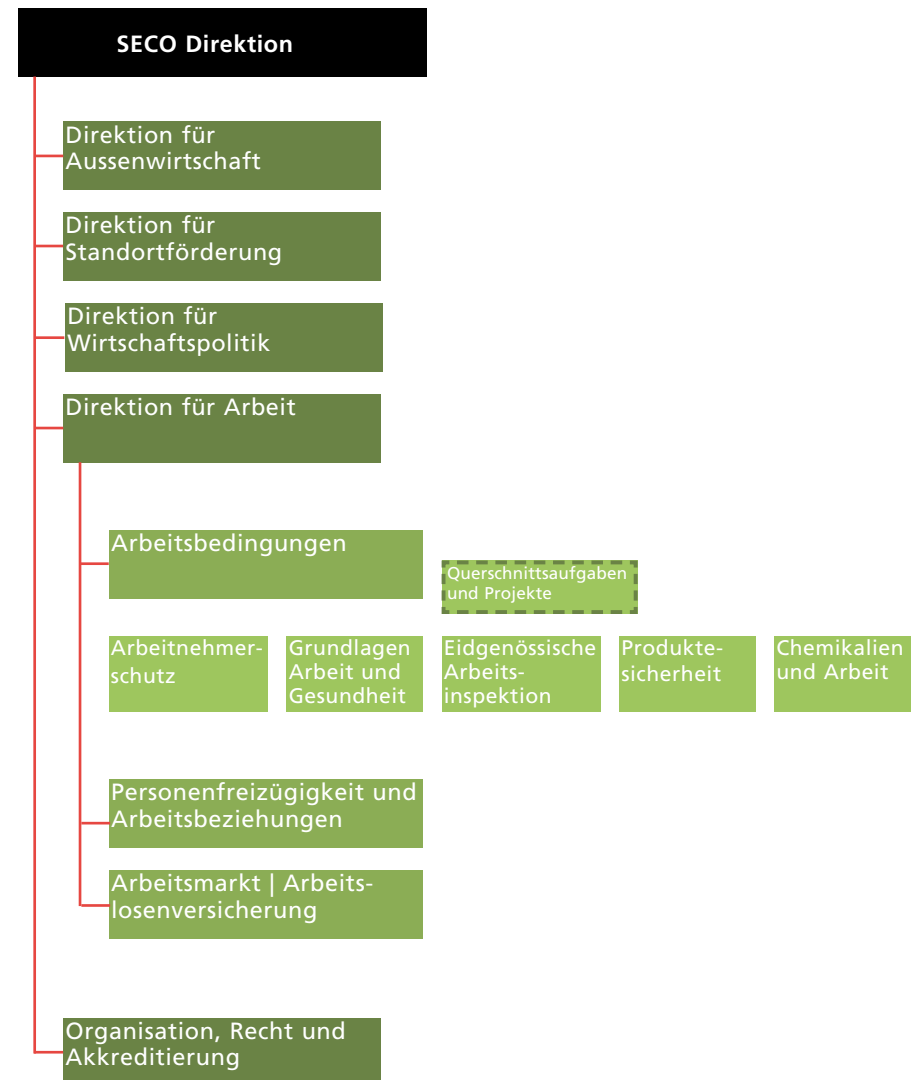 SECO Direktion
Direktion für
Aussenwirtschaft
Direktion für
Standortförderung
Direktion für
Wirtschaftspolitik
Direktion für Arbeit
Arbeitsbedingungen
Querschnittsaufgaben
und Projekte
Arbeitnehmer-
schutz
Grundlagen
Arbeit und
Gesundheit
Eidgenössische
Arbeits-
inspektion
Produkte-
sicherheit
Chemikalien
und Arbeit
Personenfreizügigkeit und
Arbeitsbeziehungen
Arbeitsmarkt | Arbeits-
losenversicherung
Organisation, Recht und
Akkreditierung